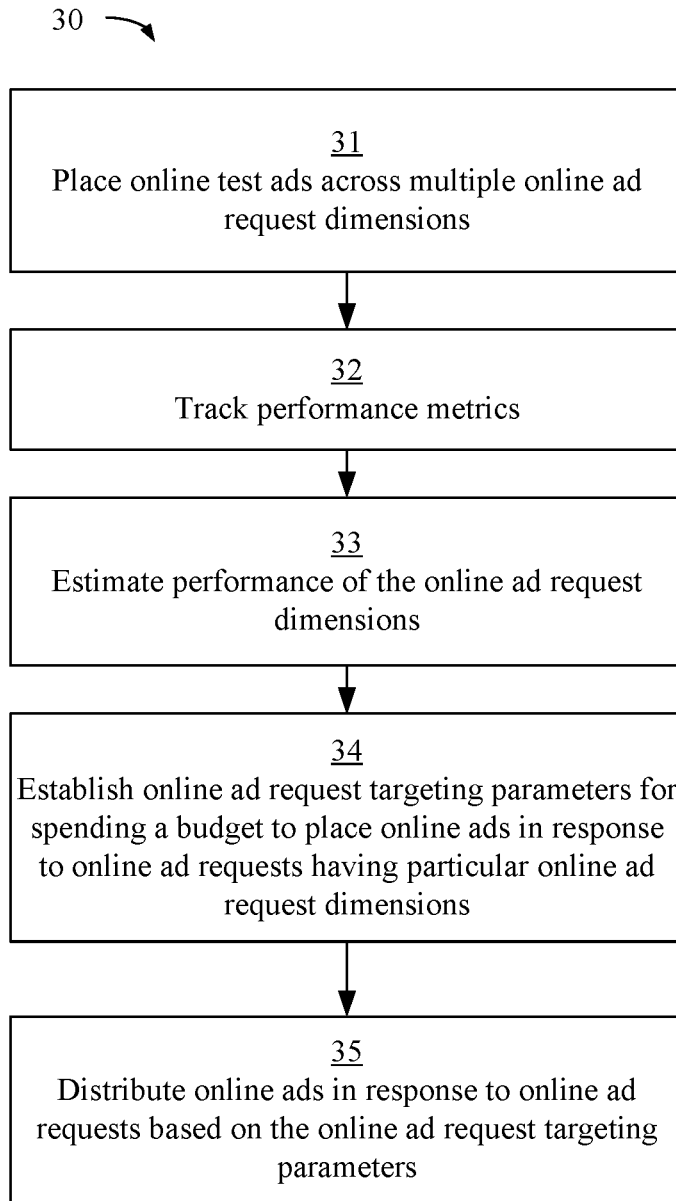 30
31
Place online test ads across multiple online ad
request dimensions
32
Track performance metrics
33
Estimate performance of the online ad request
dimensions
34
Establish online ad request targeting parameters for
spending a budget to place online ads in response
to online ad requests having particular online ad
request dimensions
35
Distribute online ads in response to online ad
requests based on the online ad request targeting
parameters